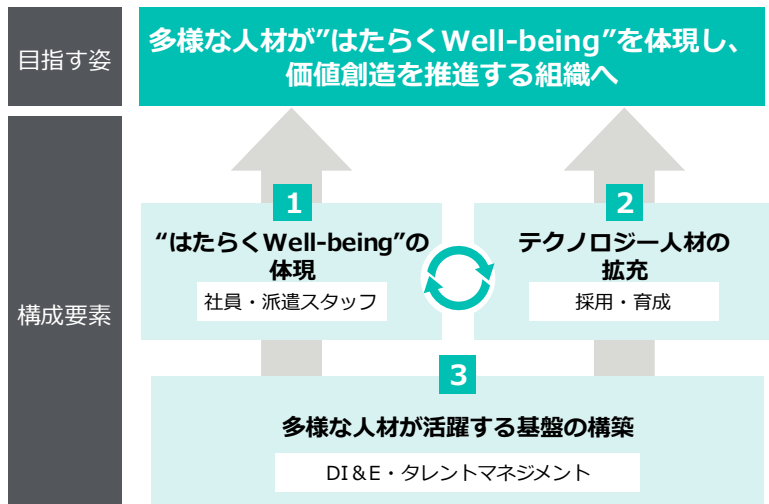 目指す姿
多様な人材が”はたらくWell-being”を体現し、
価値創造を推進する組織へ
構成要素
1
“はたらくWell-being”の
体現
社員・派遣スタッフ
2
テクノロジー人材の
拡充
採用・育成
3
多様な人材が活躍する基盤の構築
DI＆E・タレントマネジメント